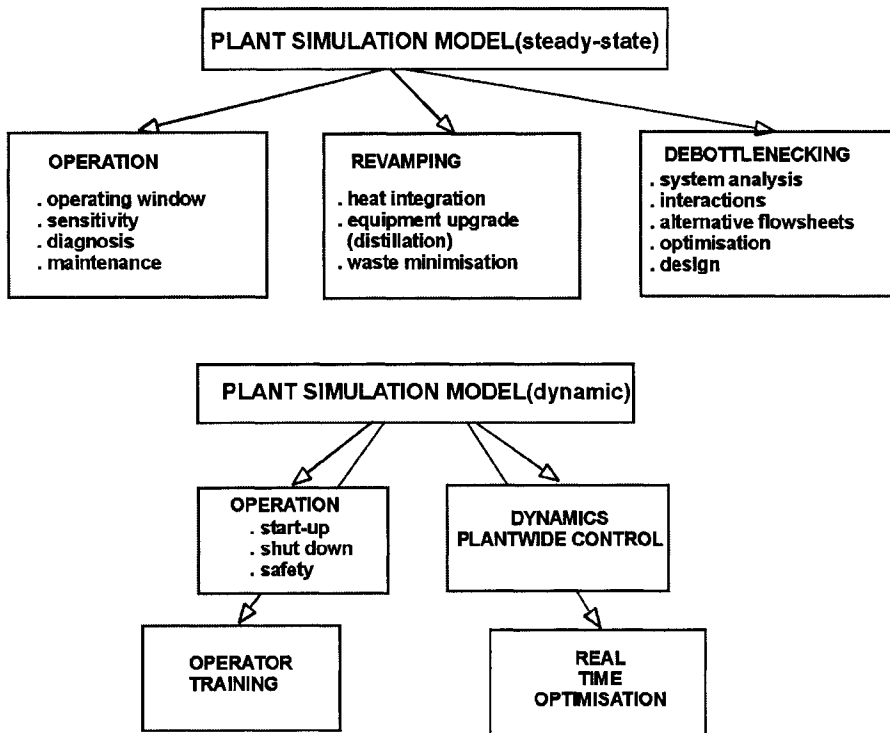 PLANT SIMULATION MODEL(steady-state)
OPERATION
. operating window
. sensitivity
. diagnosis
. maintenance
REVAMPING
. heat integration
. equipment upgrade
(distillation)
. waste minimisation
DEBOTTLENECKING
. system analysis
. interactions
. alternative flowsheets
. optimisation
. design
PLANT SIMULATION MODEL(dynamic)
OPERATION
. start-up
. shut down
. safety
DYNAMICS
PLANTWIDE CONTROL
OPERATOR
TRAINING
REAL
TIME
OPTIMISATION